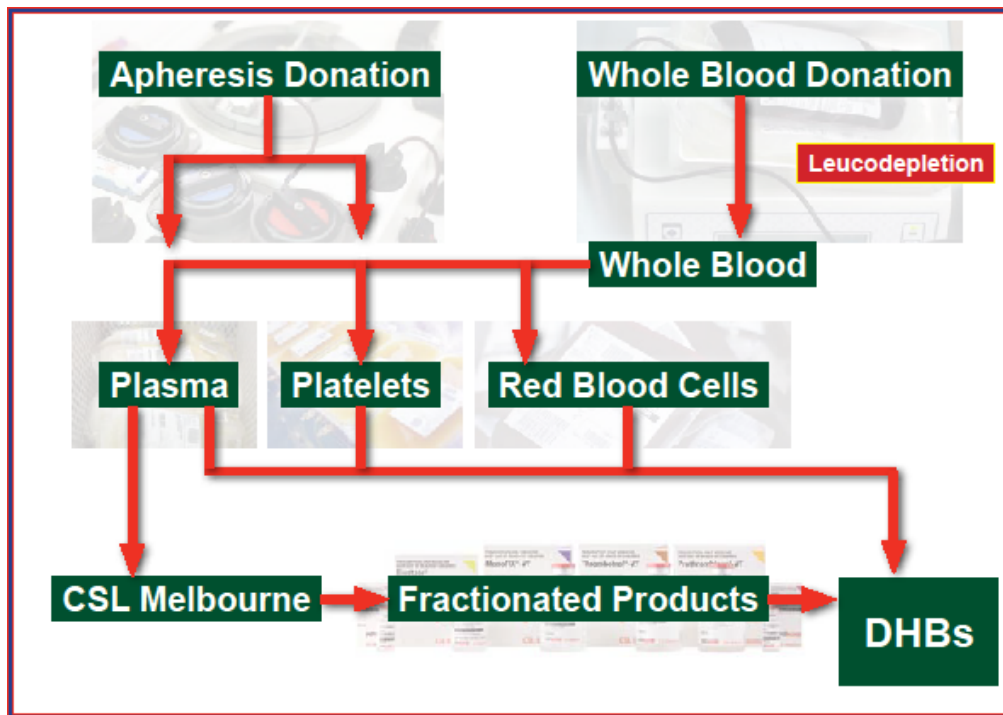 Apheresis Donation
Whole Blood Donation
Leucodepletion
Whole Blood
Plasma
Platelets
Red Blood Cells
CSL Melbourne
Fractionated Products
DHBs